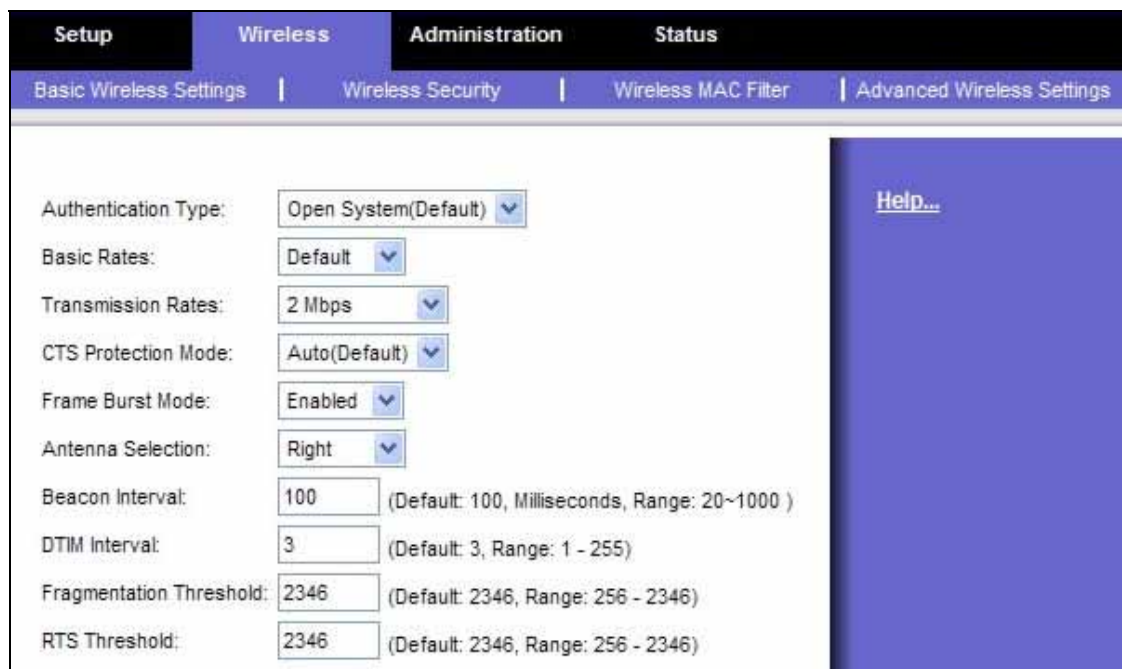 Setup Wireless Administration Status
Basic Wireless Settings | Wireless Security | Wireless MAC Filter | Advanced Wireless Settings
Help...
Authentication Type: Open System(Default)
Basic Rates: Default
Transmission Rates: 2 Mbps
CTS Protection Mode: Auto(Default)
Frame Burst Mode: Enabled
Antenna Selection: Right
Beacon Interval: 100 (Default: 100, Milliseconds, Range: 20~1000 )
DTIM Interval: 3 (Default: 3, Range: 1 - 255)
Fragmentation Threshold: 2346 (Default: 2346, Range: 256 - 2346)
RTS Threshold: 2346 (Default: 2346, Range: 256 - 2346)